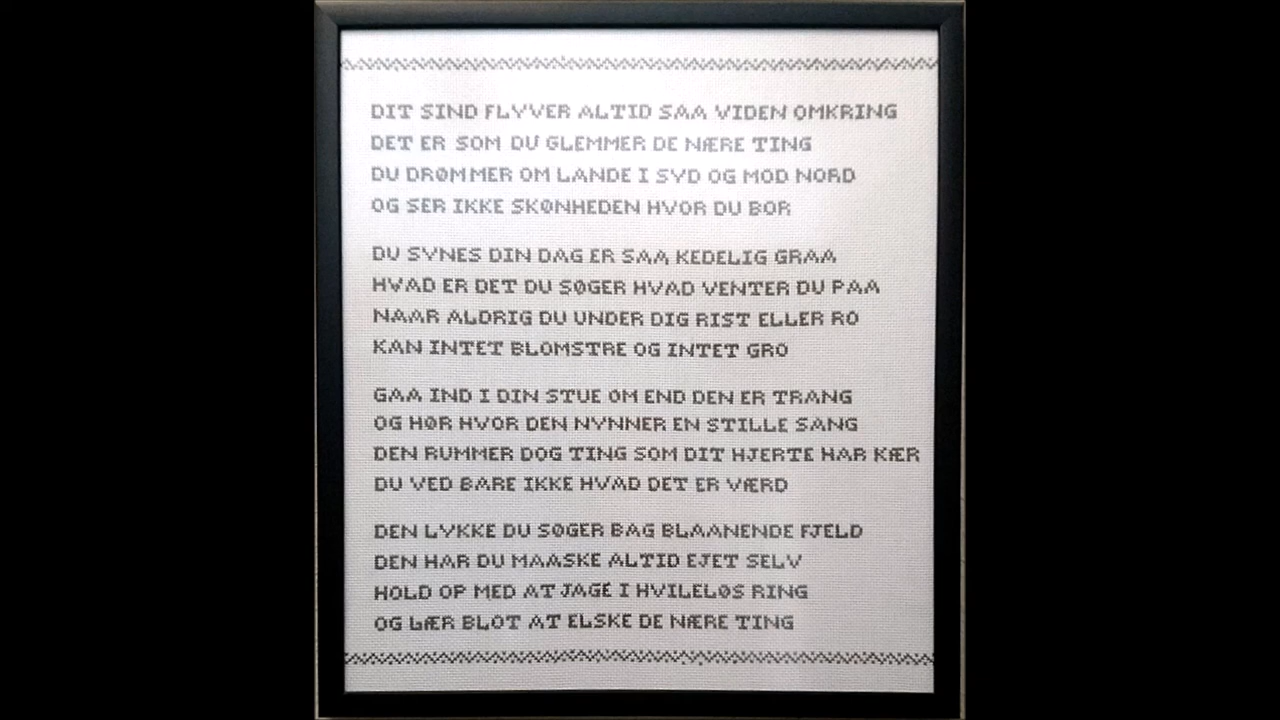 DIT SIND FLYVER ALTID SAA VIDEN OMKRING
DET ER SOM DU GLEMMER DE NÆRE TING
DU DRØMMER OM LANDE I SYD OG MOD NORD
OG SER IKKE SKØNHEDEN HVOR DU BOR
DU SYNES DIN DAG ER SAA KEDELIG GRAA
HVAD ER DET DU SØGER HVAD VENTER DU PAA
NAAR ALDRIG DU UNDER DIG RIST ELLER RO
KAN INTET BLOMSTRE OG INTET GRO
GAA IND I DIN STUE OM END DEN ER TRANG
OG HØR HVOR DEN NYNNER EN STILLE SANG
DEN RUMMER DOG TING SOM DIT HJERTE HAR KÆR
DU VED BARE IKKE HVAD DET ER VÆRD
DEN LYKKE DU SØGER BAG BLAANENDE FJELD
DEN HAR DU MAASKE ALTID EJET SELV
HOLD OP MED AT JAGE I HVILELØS RING
OG LÆR BLOT AT ELSKE DE NÆRE TING